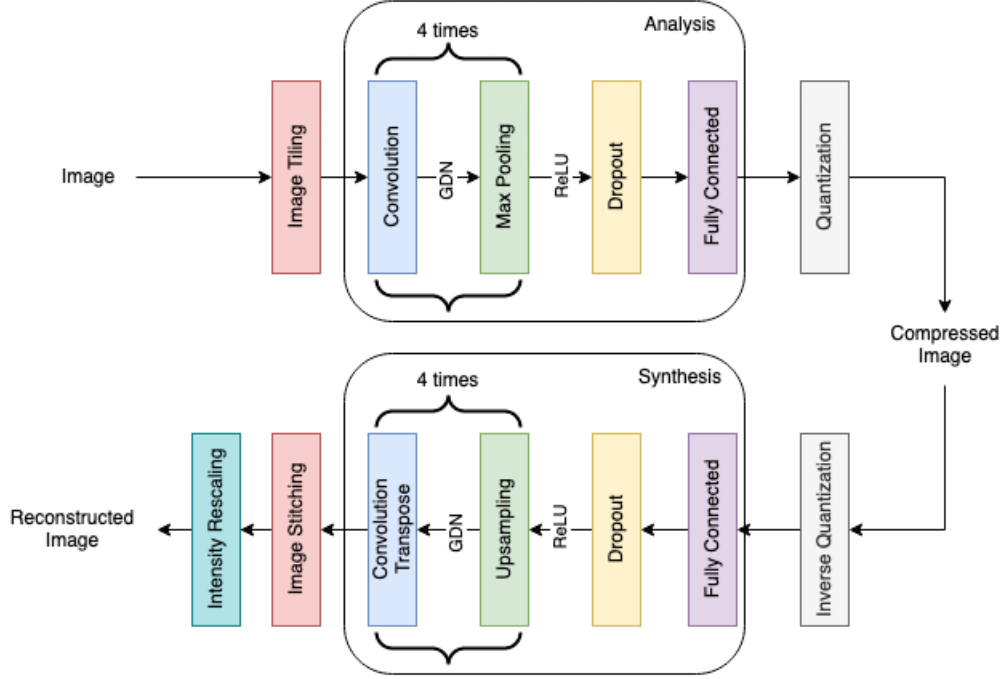 4 times
Analysis
Image
Image Tiling
Convolution
GDN
Max Pooling
ReLU
Dropout
Fully Connected
Quantization
Compressed
Image
4 times
Synthesis
Reconstructed
Image
Intensity Rescaling
Image Stitching
Convolution
Transpose
GDN
Upsampling
ReLU
Dropout
Fully Connected
Inverse Quantization